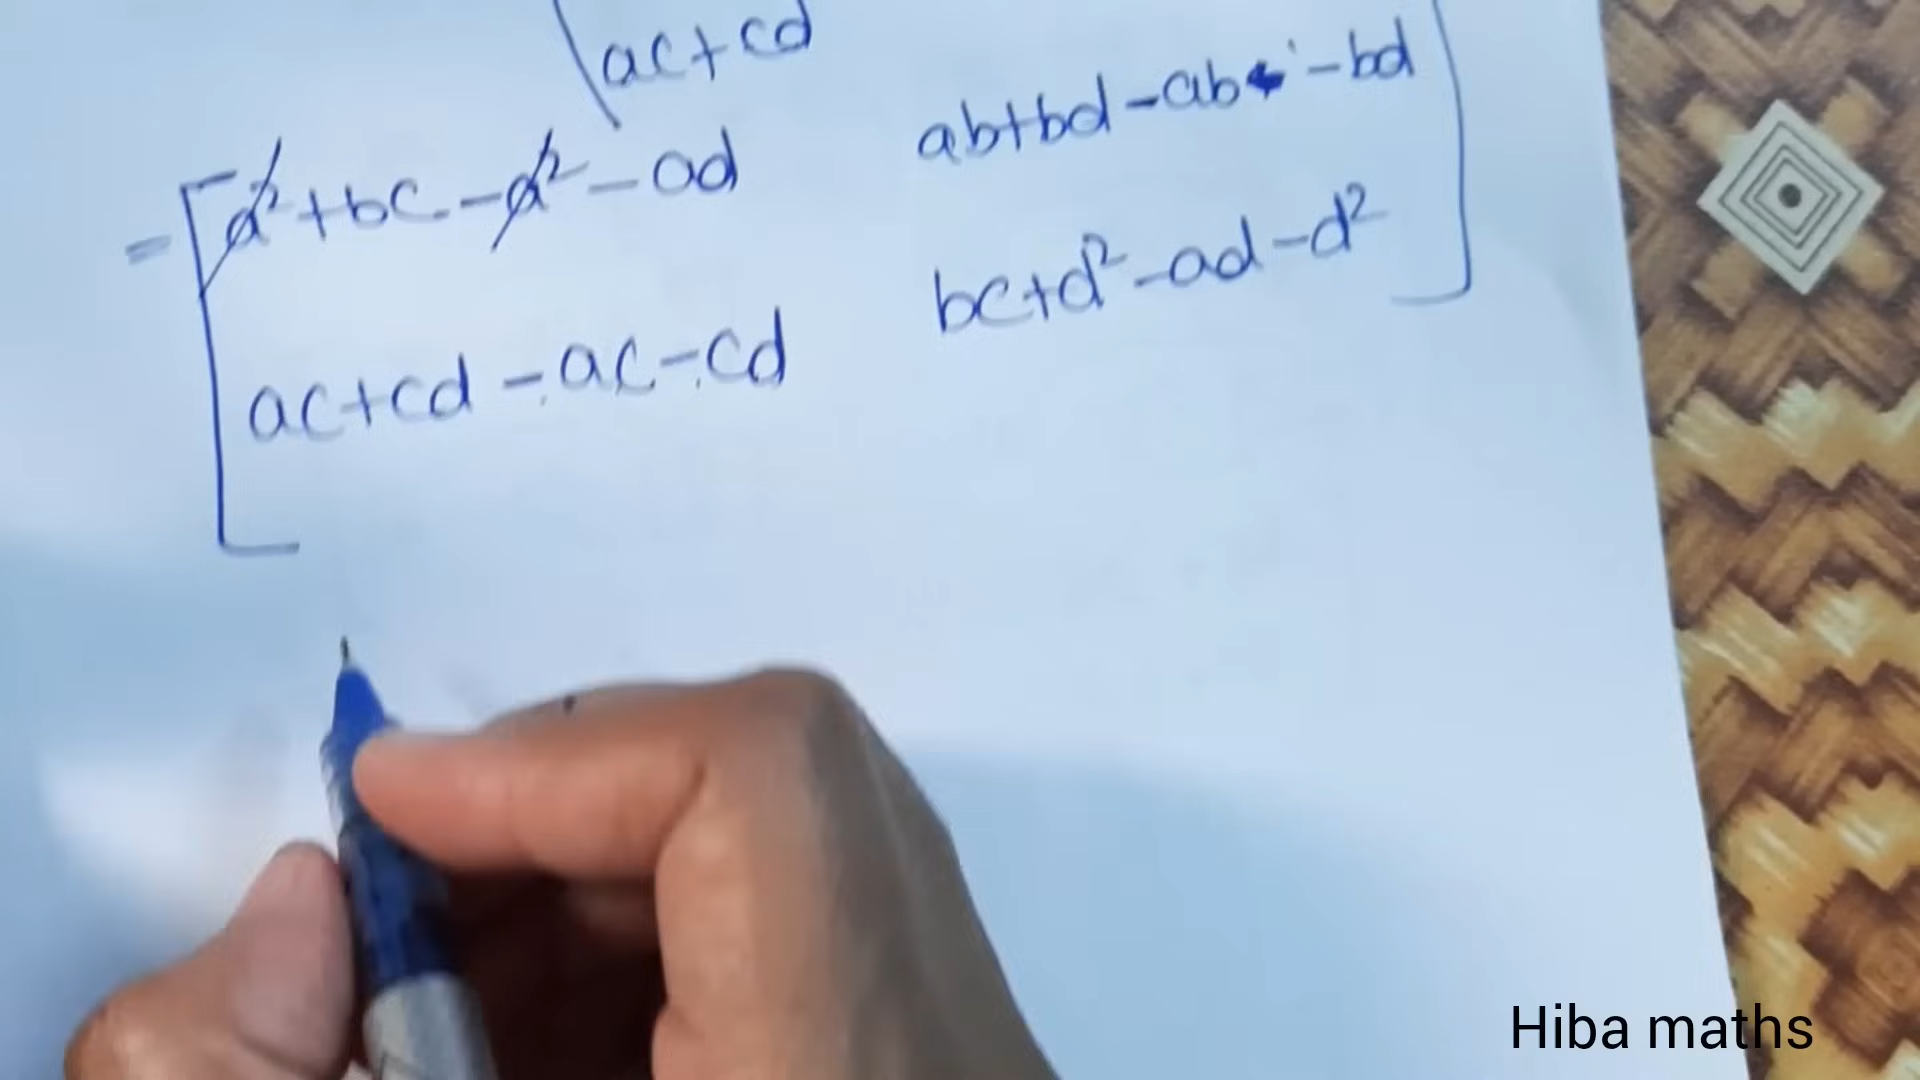 ac+cd
= [ a²+bc-a²-ad    ab+bd-ab-bd
ac+cd-ac-cd    bc+d²-ad-d² ]
Hiba maths